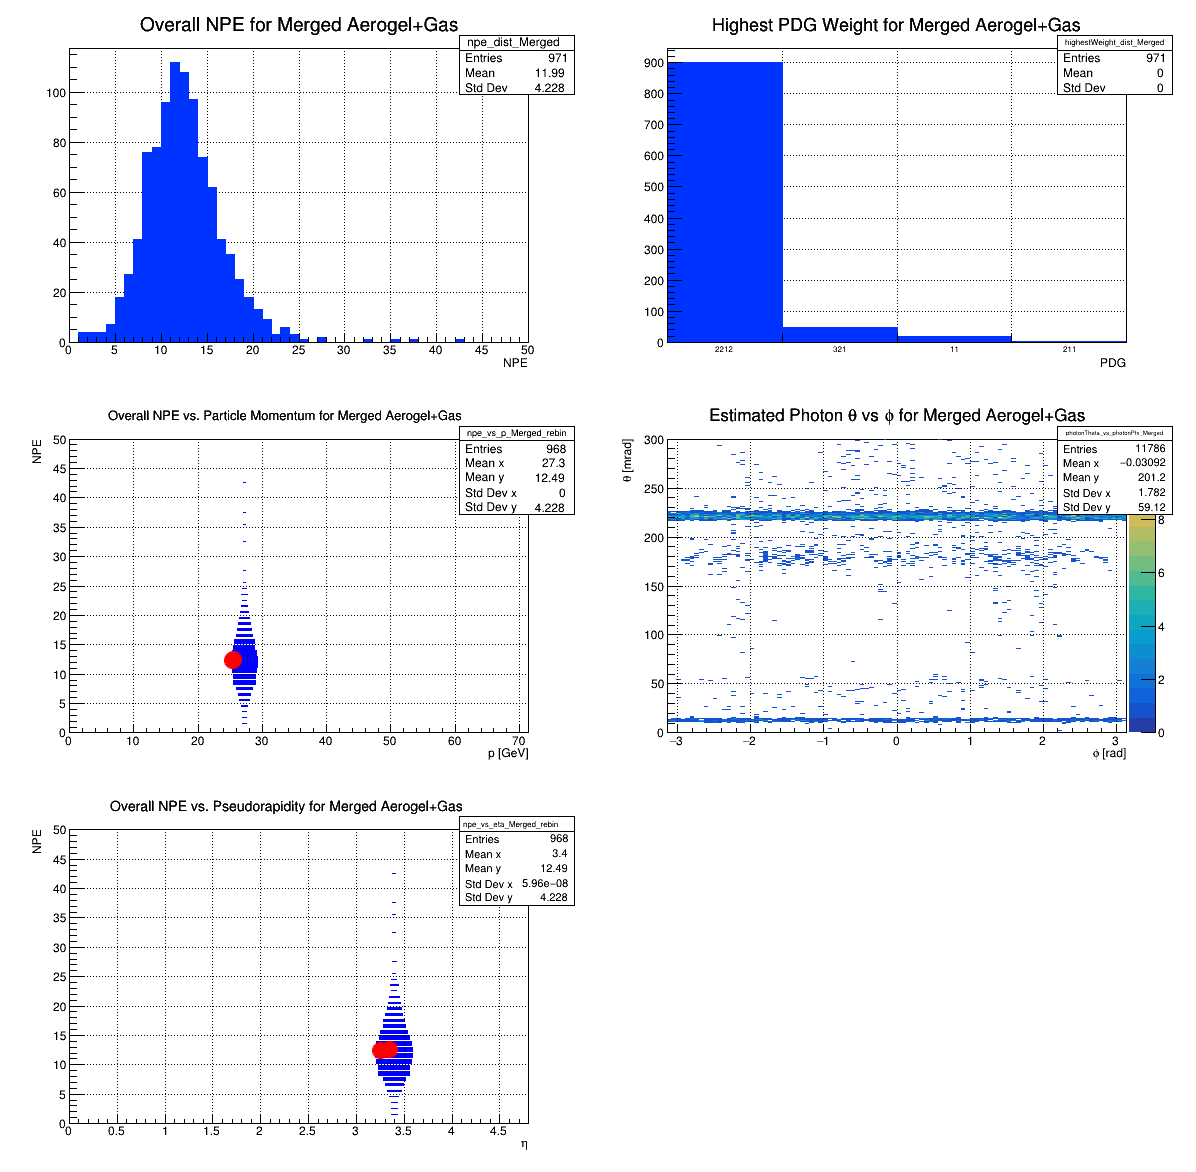 Overall NPE for Merged Aerogel+Gas
npe_dist_Merged
Entries 971
Mean 11.99
Std Dev 4.228
100
80
60
40
20
0
0 5 10 15 20 25 30 35 40 45 50
NPE
Highest PDG Weight for Merged Aerogel+Gas
highestWeight_dist_Merged
Entries 971
Mean 0
Std Dev 0
900
800
700
600
500
400
300
200
100
0
2212 321 11 211
PDG
Overall NPE vs. Particle Momentum for Merged Aerogel+Gas
npe_vs_p_Merged_rebin
Entries 968
Mean x 27.3
Mean y 12.49
Std Dev x 0
Std Dev y 4.228
NPE
50
45
40
35
30
25
20
15
10
5
0
0 10 20 30 40 50 60 70
p [GeV]
Estimated Photon θ vs ϕ for Merged Aerogel+Gas
photonTheta_vs_photonPhi_Merged
Entries 11786
Mean x −0.03092
Mean y 201.2
Std Dev x 1.782
Std Dev y 59.12
θ [mrad]
300
250
200
150
100
50
0
−3 −2 −1 0 1 2 3
ϕ [rad]
8
6
4
2
0
Overall NPE vs. Pseudorapidity for Merged Aerogel+Gas
npe_vs_eta_Merged_rebin
Entries 968
Mean x 3.4
Mean y 12.49
Std Dev x 5.96e−08
Std Dev y 4.228
NPE
50
45
40
35
30
25
20
15
10
5
0
0 0.5 1 1.5 2 2.5 3 3.5 4 4.5
η